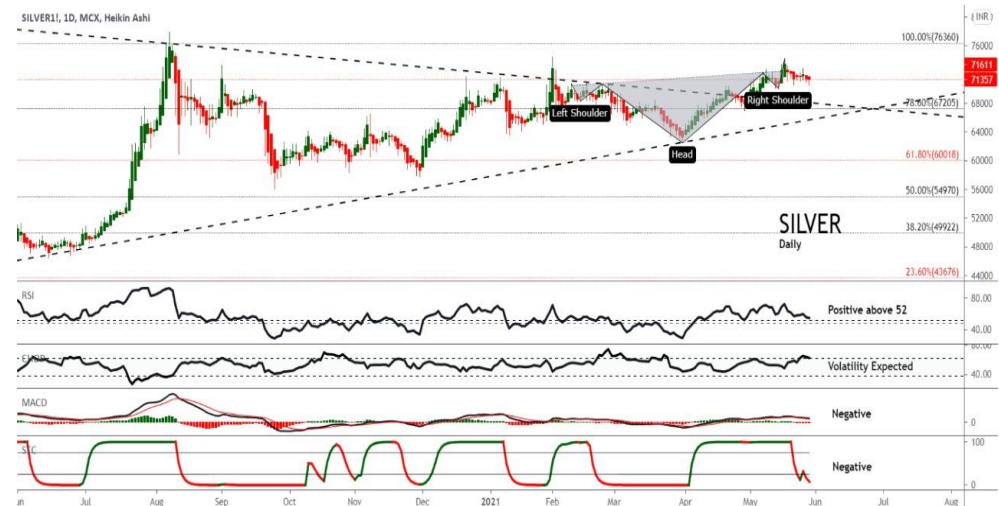 SILVER1!, 1D, MCX, Heikin Ashi
(INR)
100.00%(76360)
76000
71611
71357
Left Shoulder
Right Shoulder
78.60%(67205)
68000
64000
Head
61.80%(60018)
60000
56000
50.00%(54970)
SILVER
52000
38.20%(49922)
Daily
48000
23.60%(43676)
44000
RSI
80.00
Positive above 52
40.00
80.00
Volatility Expected
40.00
MACD
Negative
0
STC
100
Negative
0
Jul
Aug
Sep
Oct
Nov
Dec
2021
Feb
Mar
Apr
May
Jun
Jul
Aug